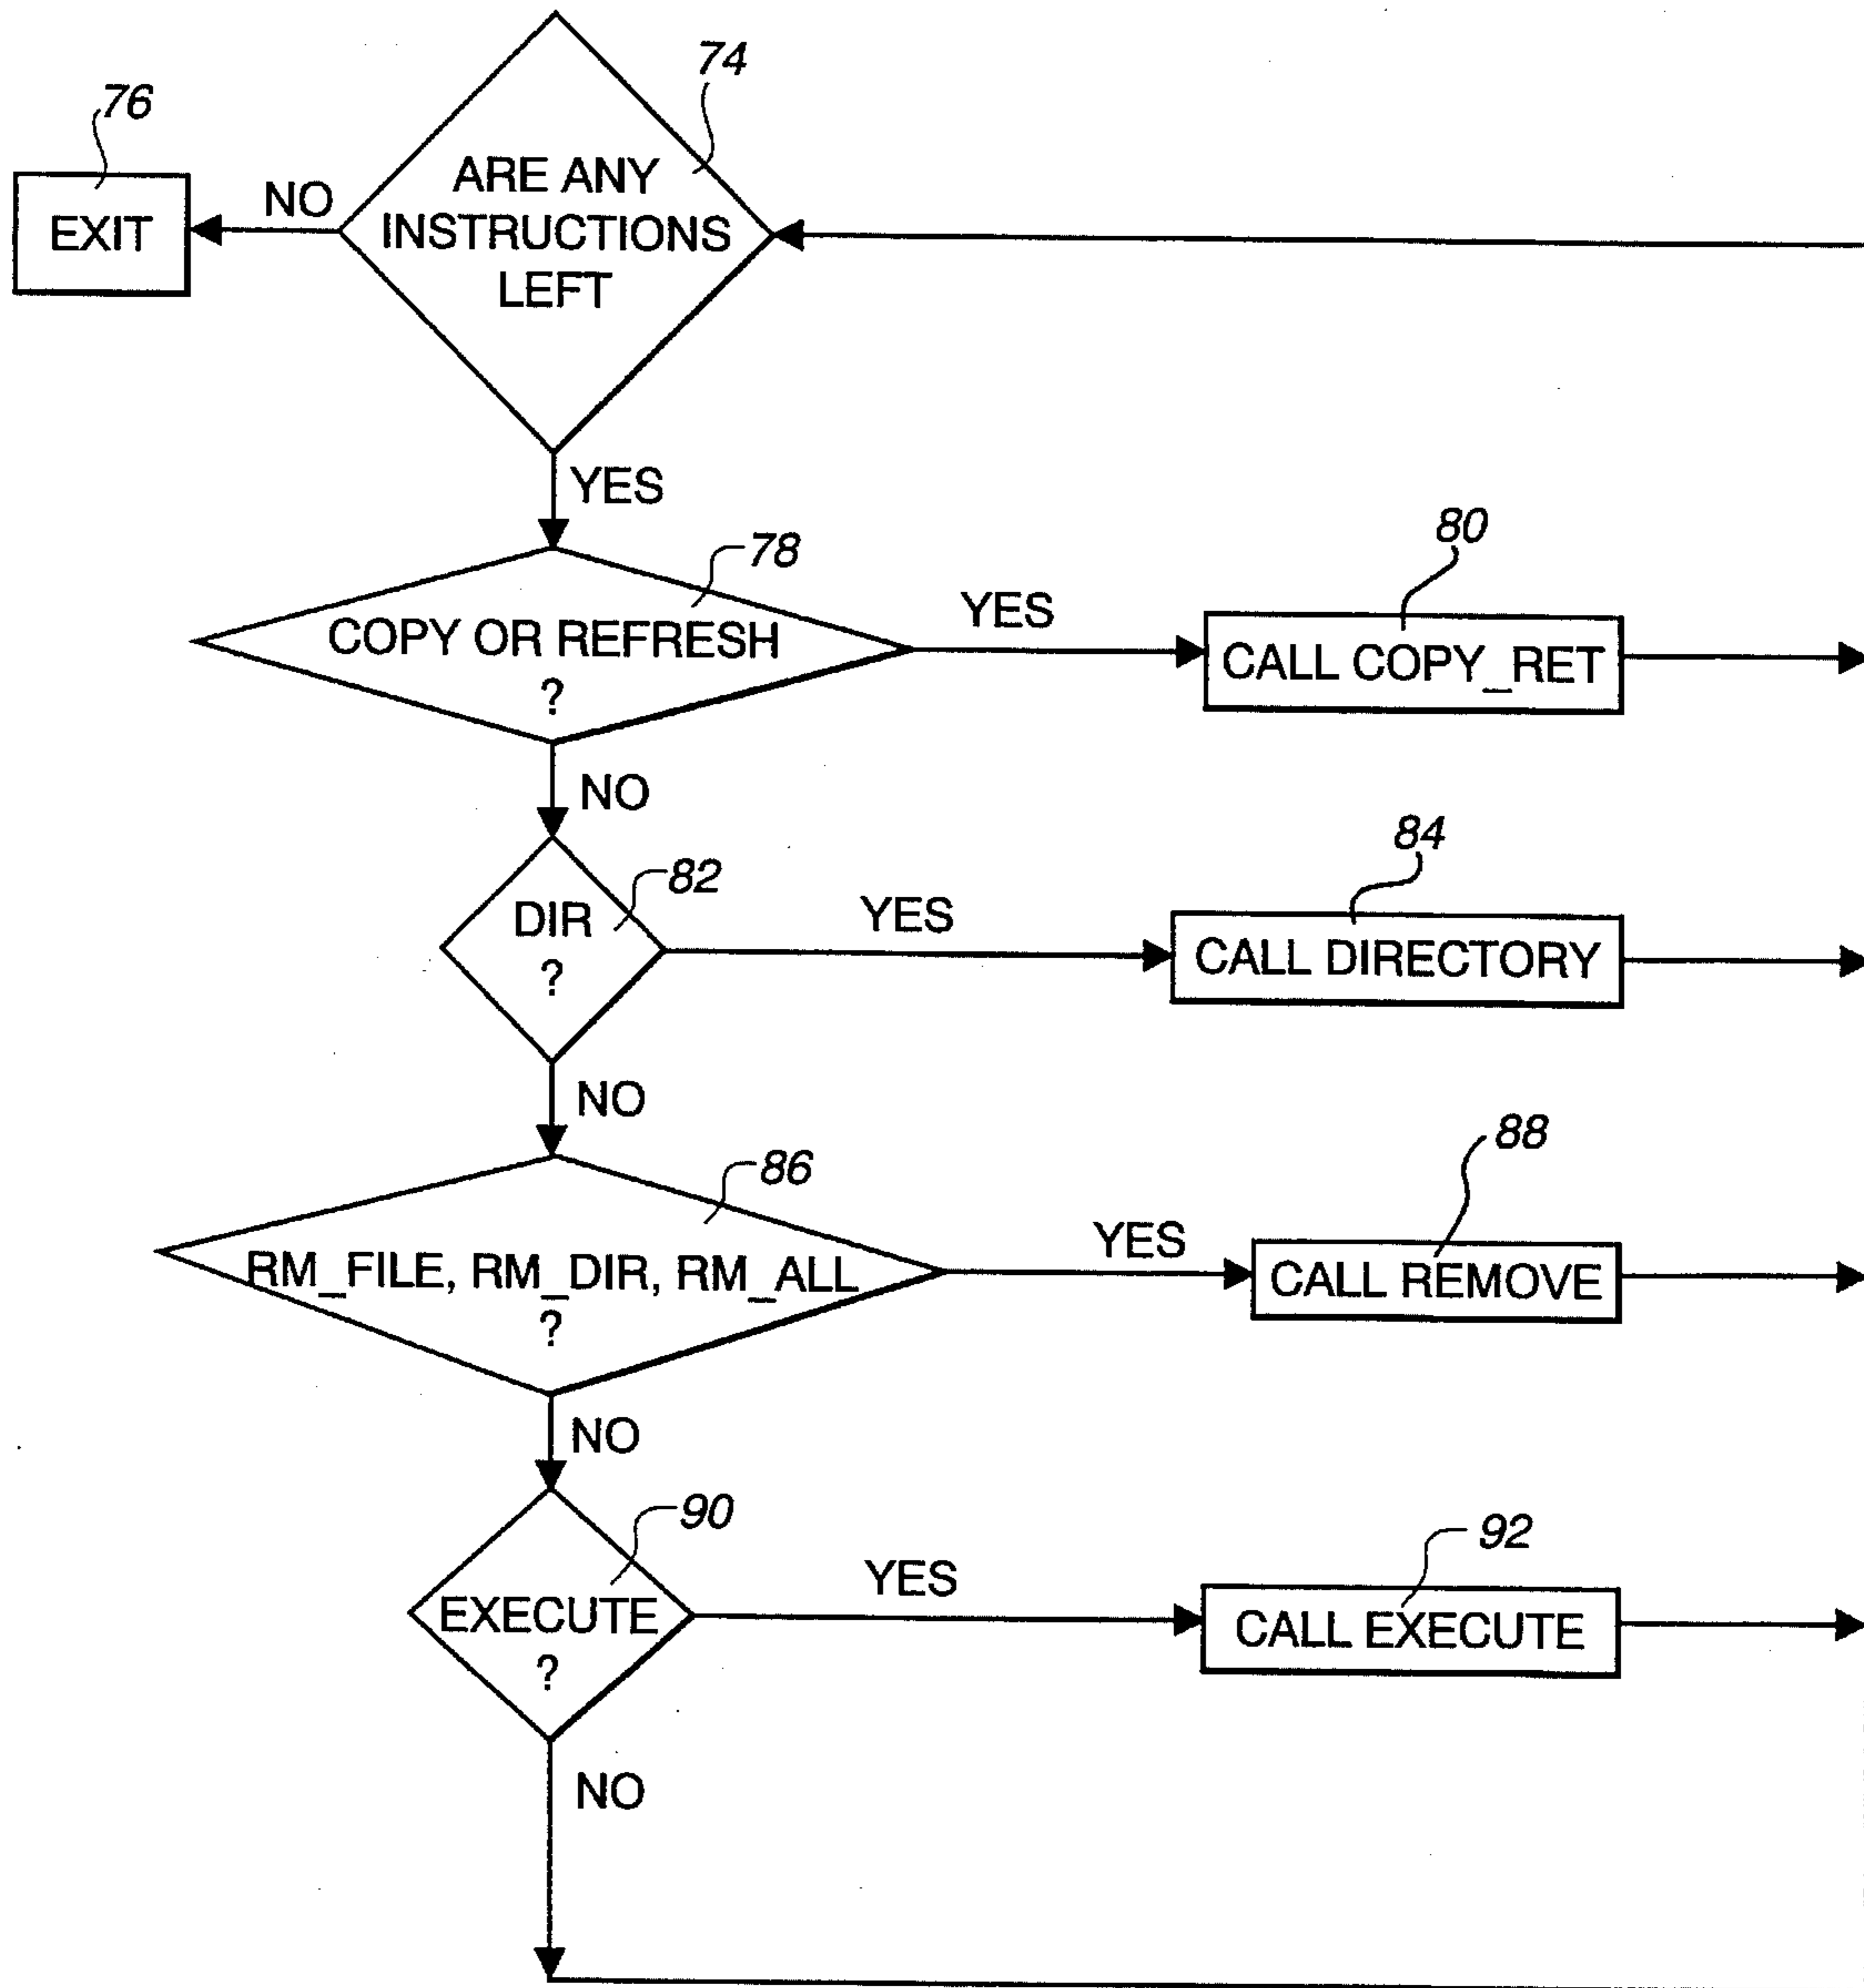 74
76
ARE ANY
INSTRUCTIONS
LEFT
NO
EXIT
YES
78
80
COPY OR REFRESH
?
YES
CALL COPY_RET
NO
82
84
DIR
?
YES
CALL DIRECTORY
NO
86
88
RM_FILE, RM_DIR, RM_ALL
?
YES
CALL REMOVE
NO
90
92
EXECUTE
?
YES
CALL EXECUTE
NO